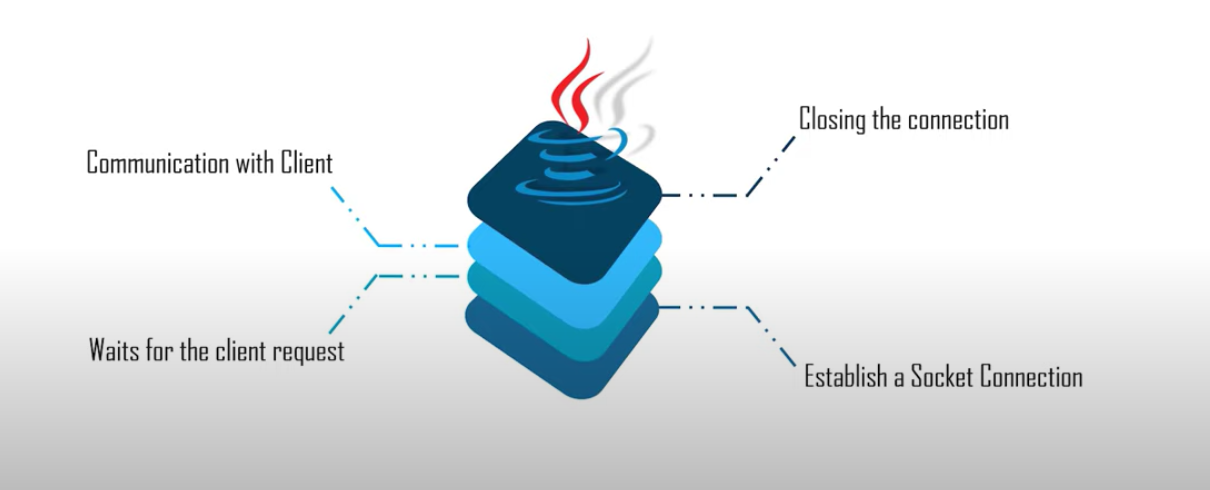 Closing the connection
Communication with Client
Waits for the client request
Establish a Socket Connection